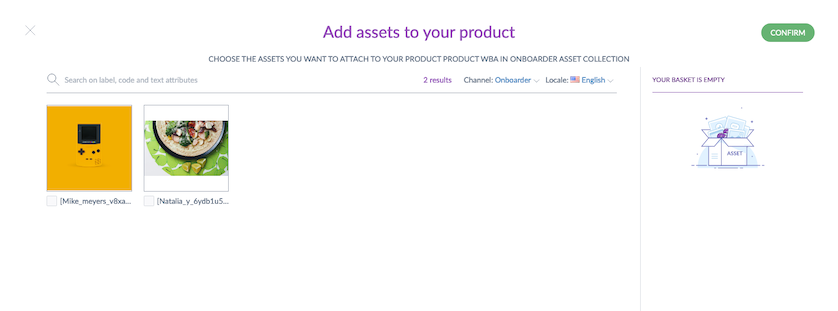 Add assets to your product
CONFIRM
CHOOSE THE ASSETS YOU WANT TO ATTACH TO YOUR PRODUCT PRODUCT WBA IN ONBOARDER ASSET COLLECTION
Search on label, code and text attributes
2 results
Channel: Onboarder
Locale: English
YOUR BASKET IS EMPTY
ASSET
[Mike_meyers_v8xa...
[Natalia_y_6ydb1u5...